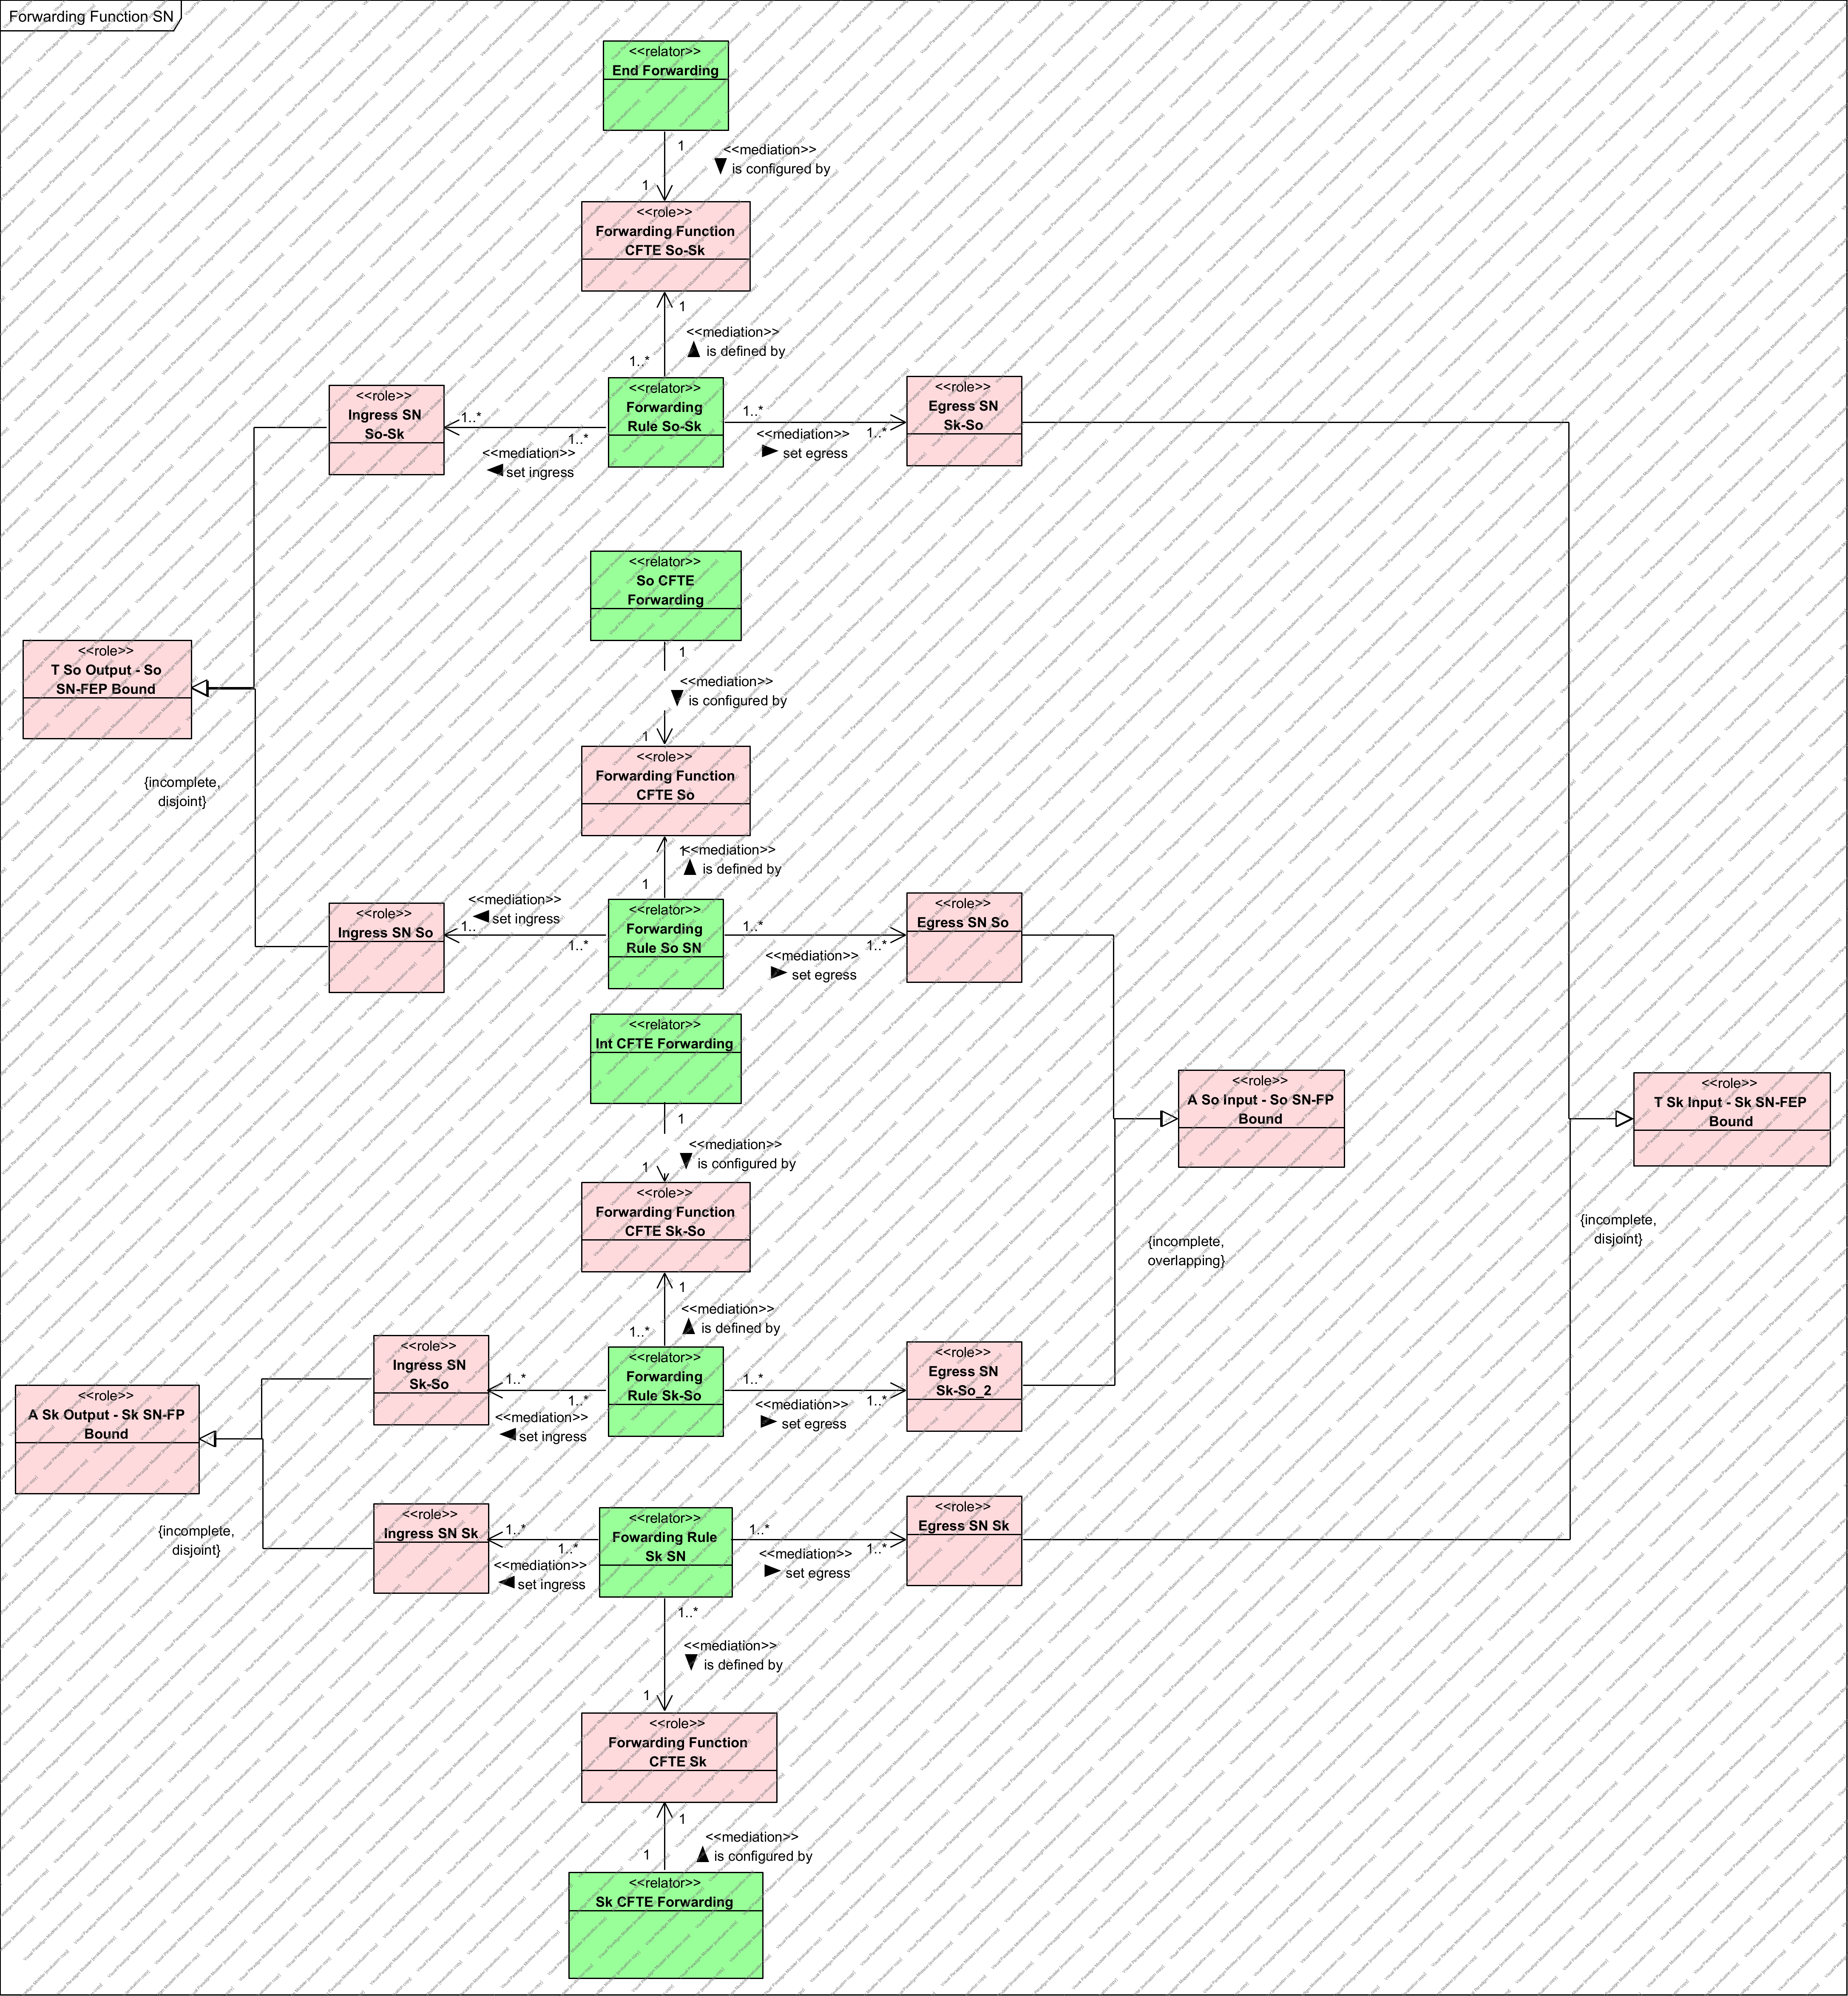 Forwarding Function SN
<<relator>>
End Forwarding
1
<<mediation>>
is configured by
1
<<role>>
Forwarding Function
CFTE So-Sk
1
<<mediation>>
is defined by
1..*
<<role>>
Ingress SN
So-Sk
1..*
1..*
<<mediation>>
set ingress
<<relator>>
Forwarding
Rule So-Sk
1..*
1..*
<<mediation>>
set egress
<<role>>
Egress SN
Sk-So
<<relator>>
So CFTE
Forwarding
1
<<mediation>>
is configured by
1
<<role>>
T So Output - So
SN-FEP Bound
{incomplete,
disjoint}
<<role>>
Forwarding Function
CFTE So
1
<<mediation>>
is defined by
1
<<role>>
Ingress SN So
<<mediation>>
set ingress
1..*
1..*
<<relator>>
Forwarding
Rule So SN
1..*
1..*
<<mediation>>
set egress
<<role>>
Egress SN So
<<relator>>
Int CFTE Forwarding
1
<<mediation>>
is configured by
1
<<role>>
A So Input - So SN-FP
Bound
<<role>>
T Sk Input - Sk SN-FEP
Bound
{incomplete,
overlapping}
{incomplete,
disjoint}
<<role>>
Forwarding Function
CFTE Sk-So
1
<<mediation>>
is defined by
1..*
<<role>>
Ingress SN
Sk-So
1..*
1..*
<<mediation>>
set ingress
<<relator>>
Forwarding
Rule Sk-So
1..*
1..*
<<mediation>>
set egress
<<role>>
Egress SN
Sk-So_2
<<role>>
A Sk Output - Sk SN-FP
Bound
{incomplete,
disjoint}
<<role>>
Ingress SN Sk
1..*
1..*
<<mediation>>
set ingress
<<relator>>
Fowarding Rule
Sk SN
1..*
1..*
<<mediation>>
set egress
<<role>>
Egress SN Sk
1..*
<<mediation>>
is defined by
1
<<role>>
Forwarding Function
CFTE Sk
1
<<mediation>>
is configured by
1
<<relator>>
Sk CFTE Forwarding